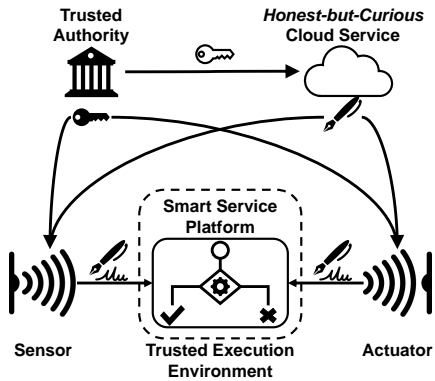 Trusted
Authority
Honest-but-Curious
Cloud Service
Smart Service
Platform
Sensor
Trusted Execution
Environment
Actuator